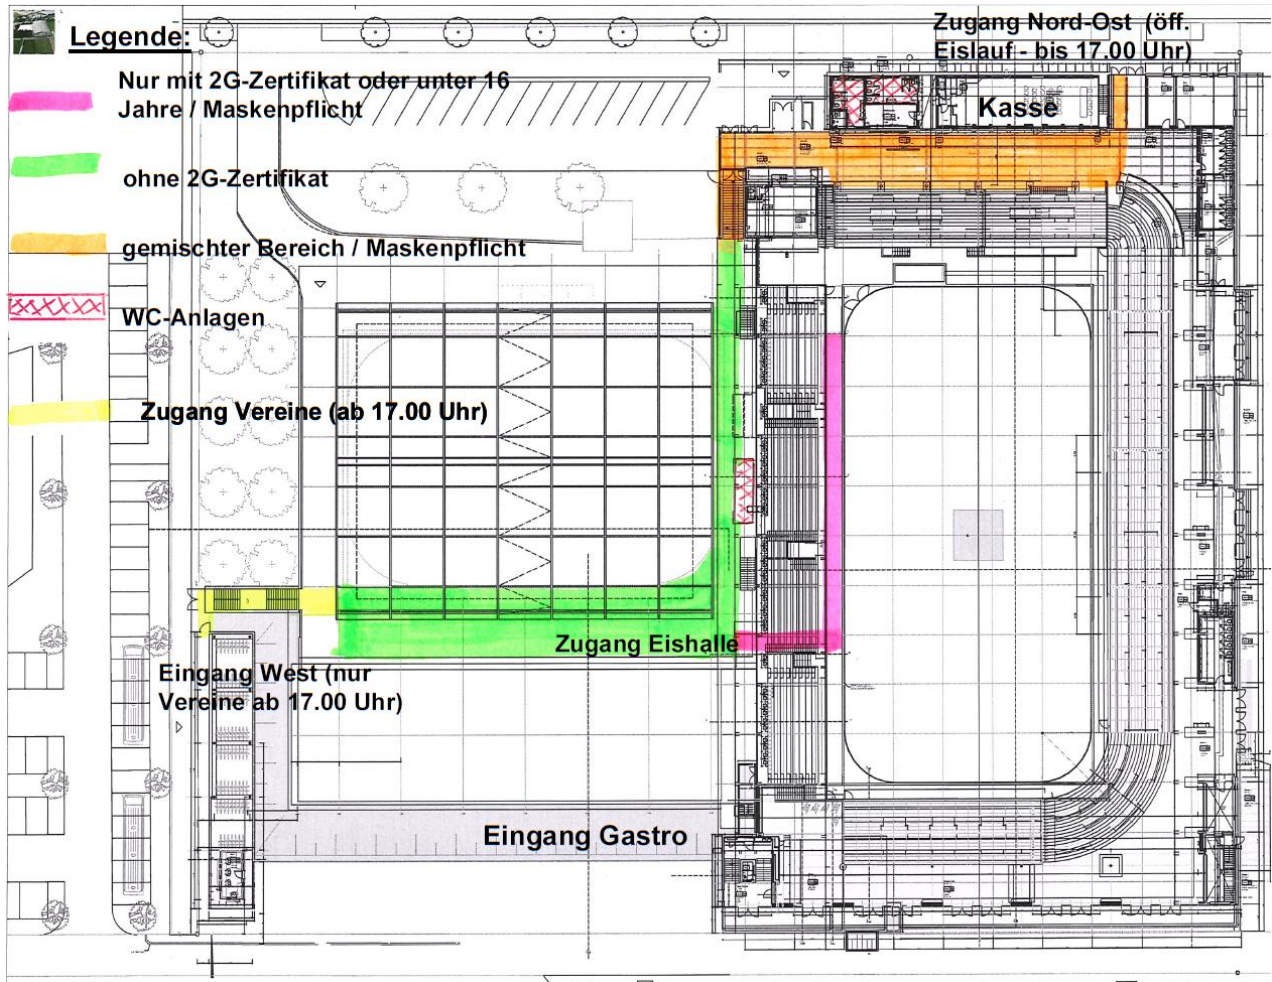 Legende:
Nur mit 2G-Zertifikat oder unter 16
Jahre / Maskenpflicht
ohne 2G-Zertifikat
gemischter Bereich / Maskenpflicht
WC-Anlagen
Zugang Vereine (ab 17.00 Uhr)
Zugang Nord-Ost (öff.
Eislauf - bis 17.00 Uhr)
Kasse
Zugang Eishalle
Eingang West (nur
Vereine ab 17.00 Uhr)
Eingang Gastro